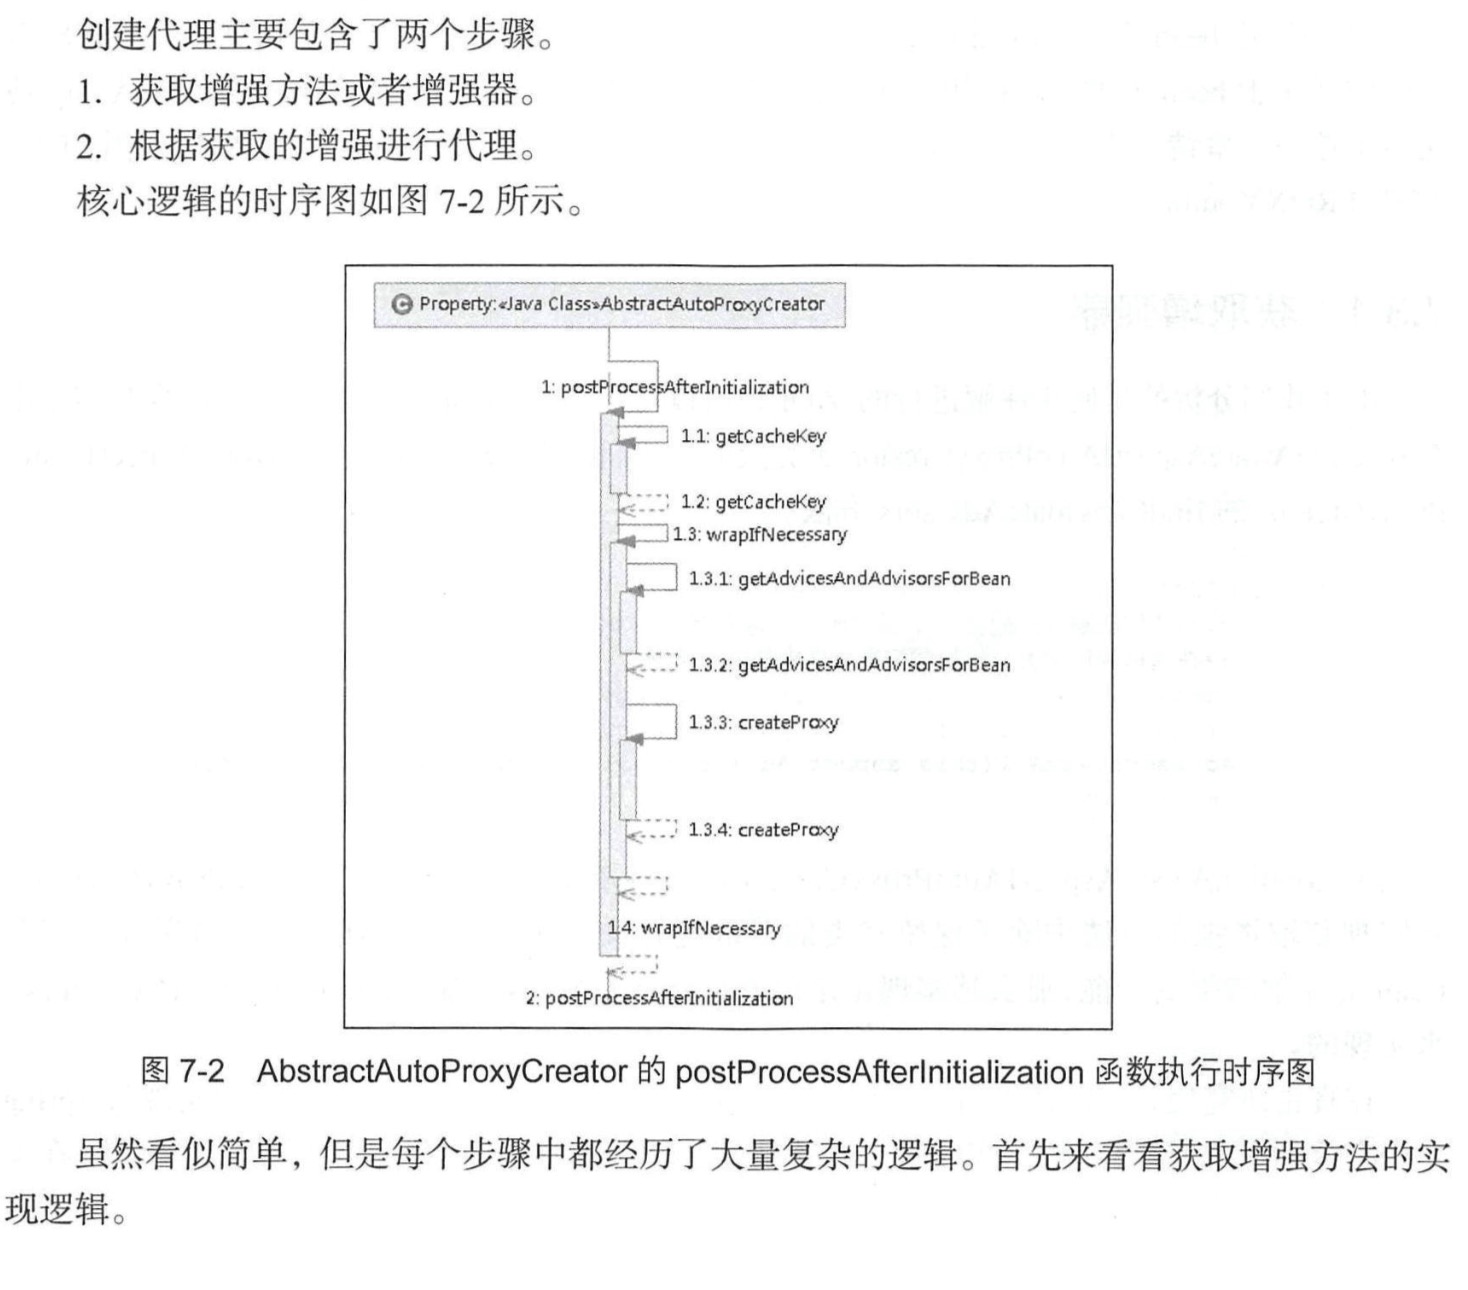 创建代理主要包含了两个步骤。
1. 获取增强方法或者增强器。
2. 根据获取的增强进行代理。
核心逻辑的时序图如图 7-2 所示。
Property:«Java Class»AbstractAutoProxyCreator
1: postProcessAfterInitialization
1.1: getCacheKey
1.2: getCacheKey
1.3: wrapIfNecessary
1.3.1: getAdvicesAndAdvisorsForBean
1.3.2: getAdvicesAndAdvisorsForBean
1.3.3: createProxy
1.3.4: createProxy
1.4: wrapIfNecessary
2: postProcessAfterInitialization
图 7-2 AbstractAutoProxyCreator 的 postProcessAfterInitialization 函数执行时序图
虽然看似简单，但是每个步骤中都经历了大量复杂的逻辑。首先来看看获取增强方法的实
现逻辑。